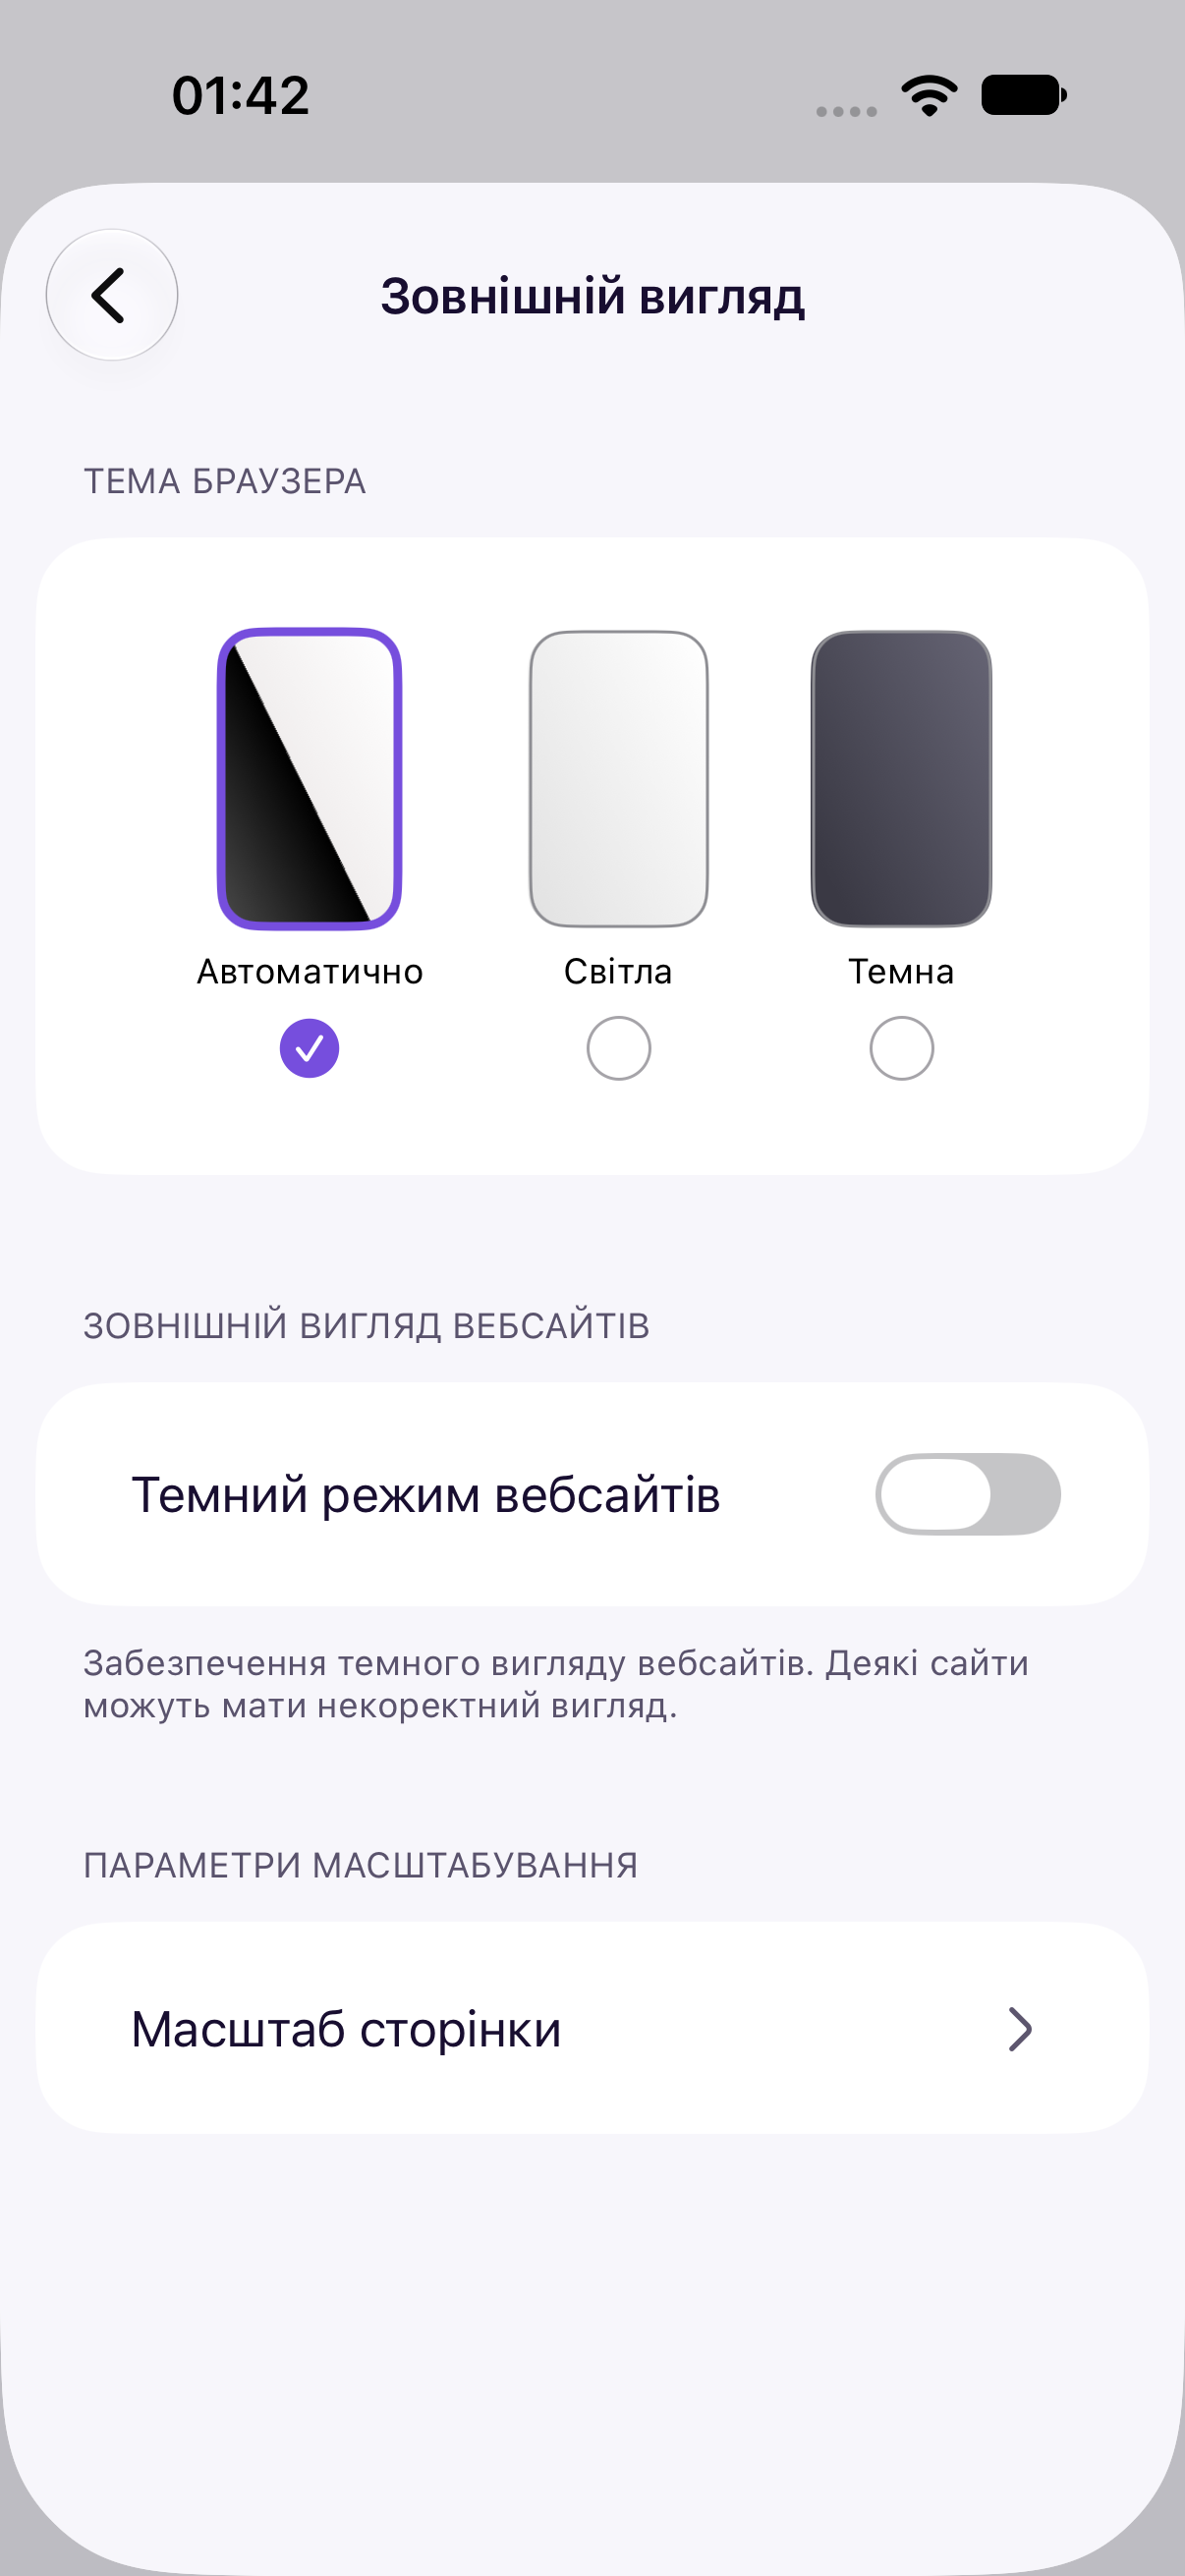 01:42
Зовнішній вигляд
ТЕМА БРАУЗЕРА
Автоматично
Світла
Темна
ЗОВНІШНІЙ ВИГЛЯД ВЕБСАЙТІВ
Темний режим вебсайтів
Забезпечення темного вигляду вебсайтів. Деякі сайти
можуть мати некоректний вигляд.
ПАРАМЕТРИ МАСШТАБУВАННЯ
Масштаб сторінки